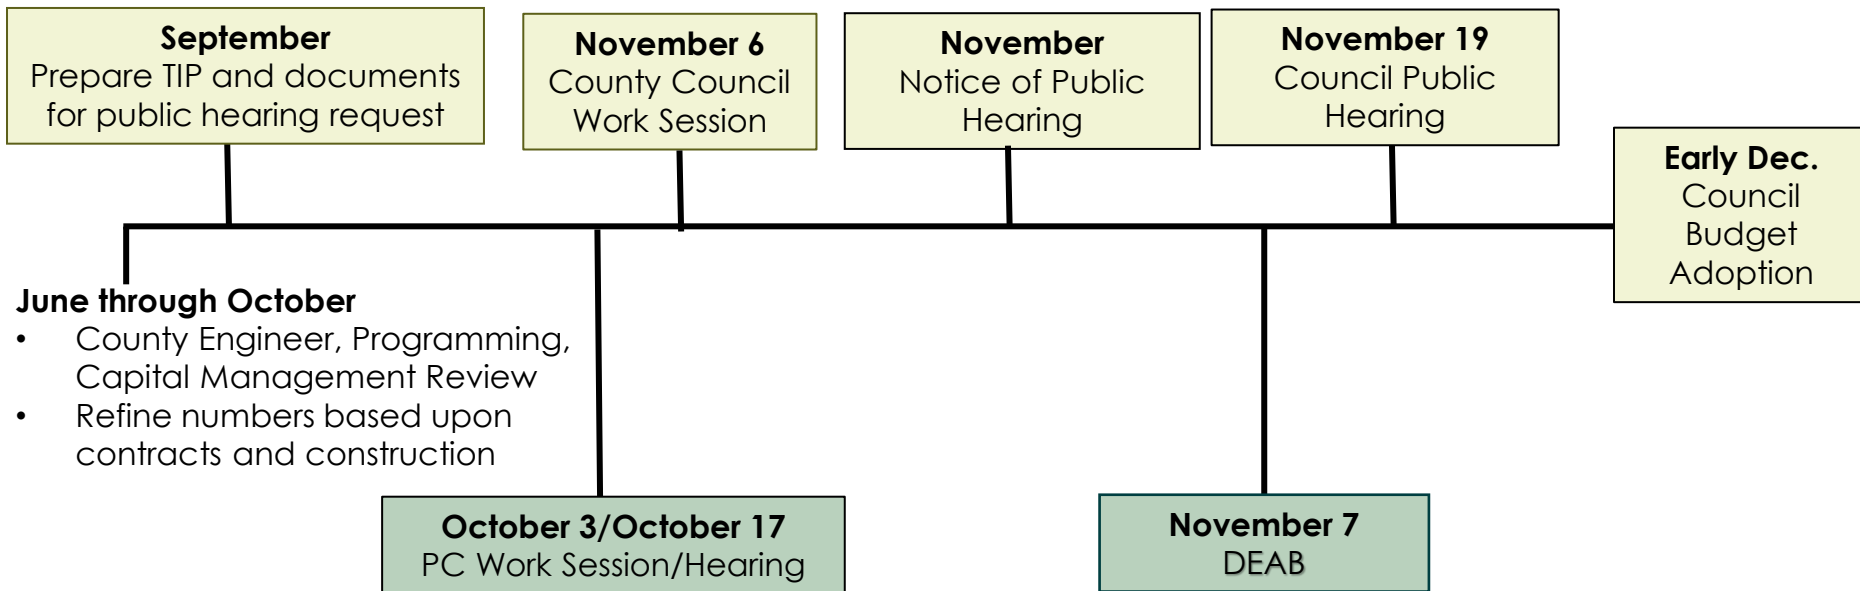 September
Prepare TIP and documents
for public hearing request
November 6
County Council
Work Session
November
Notice of Public
Hearing
November 19
Council Public
Hearing
Early Dec.
Council
Budget
Adoption
June through October
• County Engineer, Programming,
Capital Management Review
• Refine numbers based upon
contracts and construction
October 3/October 17
PC Work Session/Hearing
November 7
DEAB